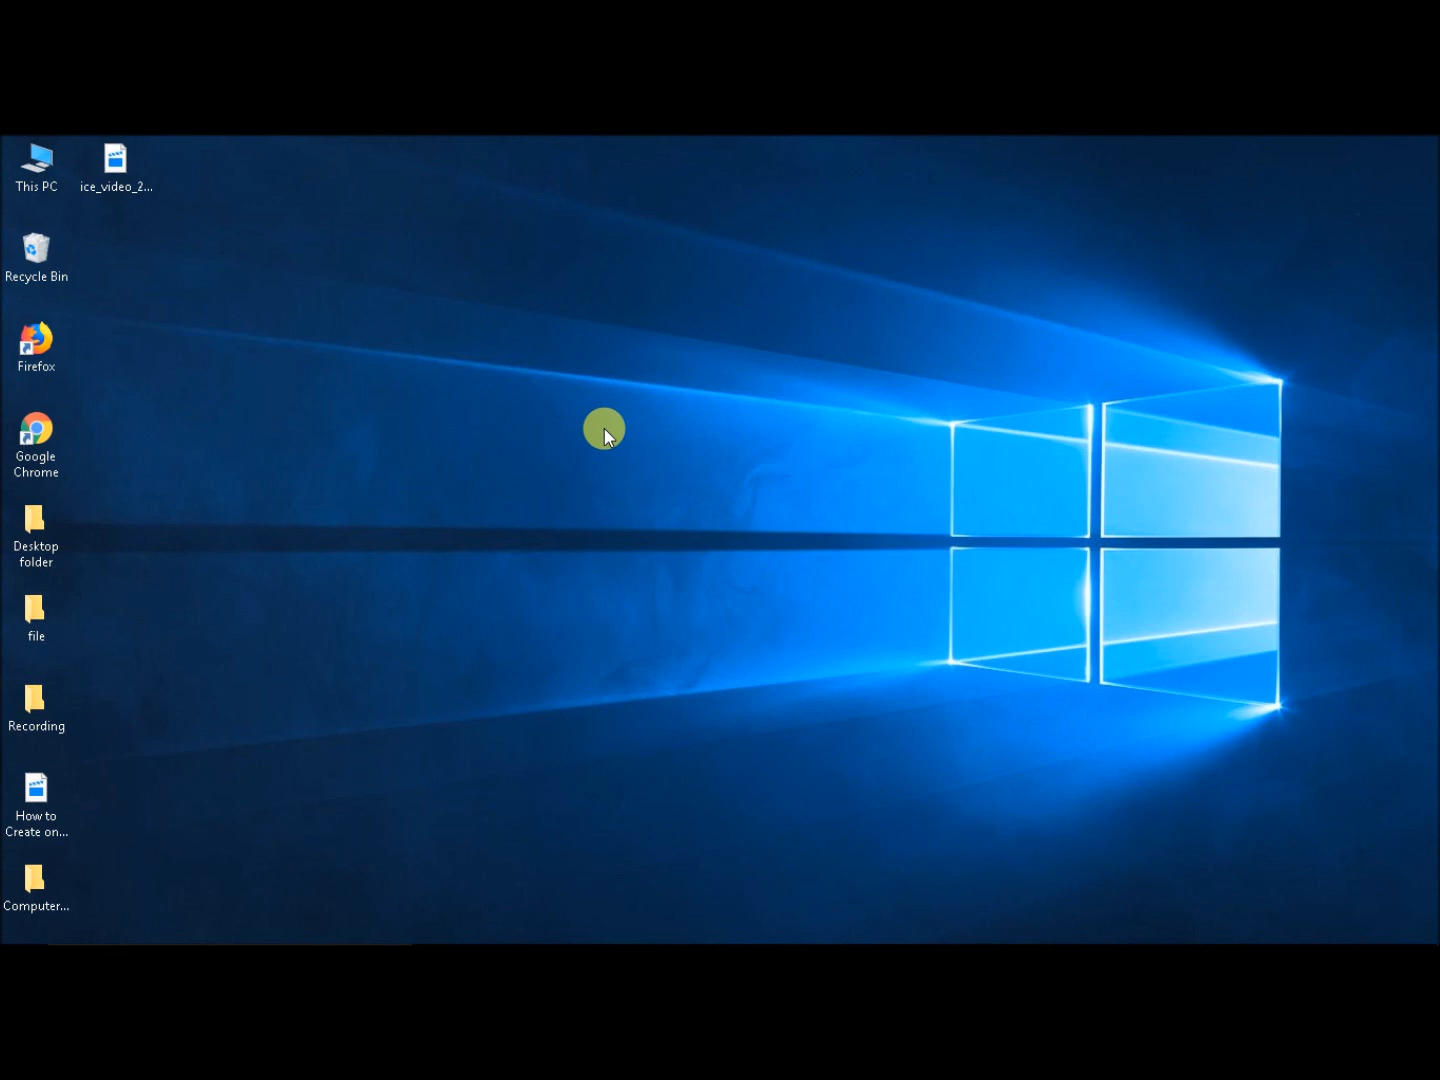 This PC
ice_video_2...
Recycle Bin
Firefox
Google
Chrome
Desktop
folder
file
Recording
How to
Create on...
Computer...